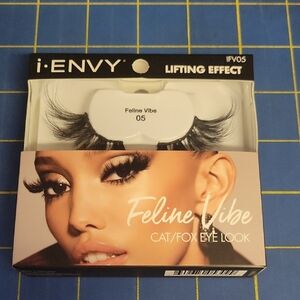 i·ENVY®
IFV05
LIFTING EFFECT
Feline Vibe
05
Feline Vibe
CAT/FOX EYE LOOK